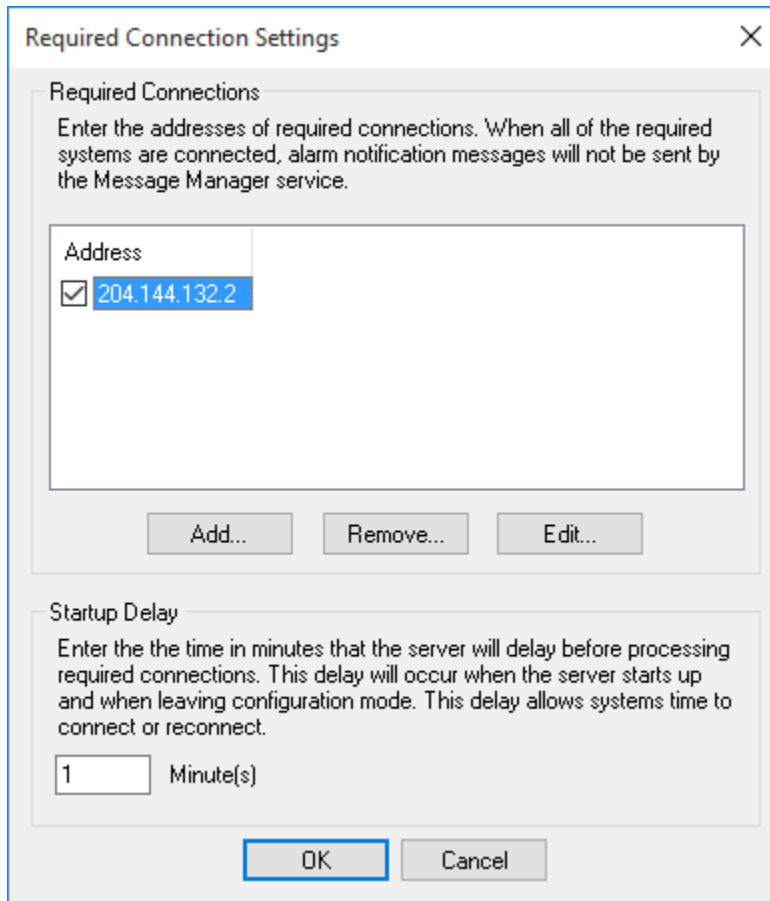 Required Connection Settings
Required Connections
Enter the addresses of required connections. When all of the required
systems are connected, alarm notification messages will not be sent by
the Message Manager service.
Address
204.144.132.2
Add...
Remove...
Edit...
Startup Delay
Enter the the time in minutes that the server will delay before processing
required connections. This delay will occur when the server starts up
and when leaving configuration mode. This delay allows systems time to
connect or reconnect.
1 Minute(s)
OK
Cancel